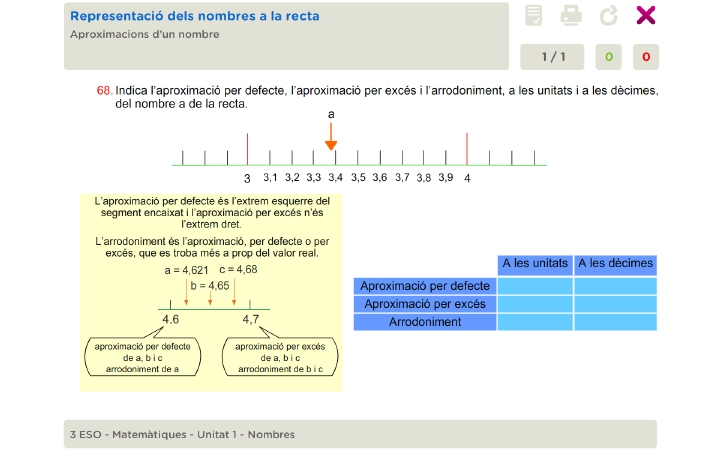 Representació dels nombres a la recta
Aproximacions d'un nombre
1 / 1
0
0
68. Indica l'aproximació per defecte, l'aproximació per excés i l'arrodoniment, a les unitats i a les dècimes,
del nombre a de la recta.
a
3 3,1 3,2 3,3 3,4 3,5 3,6 3,7 3,8 3,9 4
L'aproximació per defecte és l'extrem esquerre del
segment encaixat i l'aproximació per excés n'és
l'extrem dret.
L'arrodoniment és l'aproximació, per defecte o per
excés, que es troba més a prop del valor real.
a = 4,621 c = 4,68
b = 4,65
4,6 4,7
aproximació per defecte
de a, b i c
arrodoniment de a
aproximació per excés
de a, b i c
arrodoniment de b i c
A les unitats A les dècimes
Aproximació per defecte
Aproximació per excés
Arrodoniment
3 ESO - Matemàtiques - Unitat 1 - Nombres